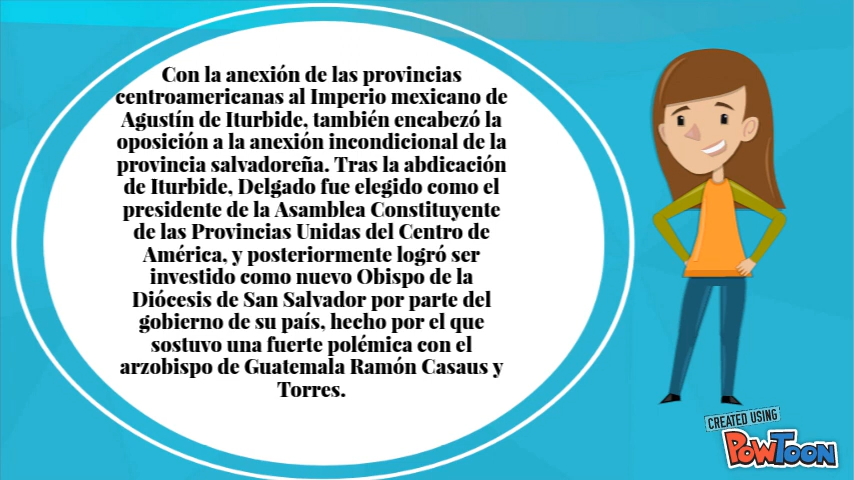 Con la anexión de las provincias
centroamericanas al Imperio mexicano de
Agustín de Iturbide, también encabezó la
oposición a la anexión incondicional de la
provincia salvadoreña. Tras la abdicación
de Iturbide, Delgado fue elegido como el
presidente de la Asamblea Constituyente
de las Provincias Unidas del Centro de
América, y posteriormente logró ser
investido como nuevo Obispo de la
Diócesis de San Salvador por parte del
gobierno de su país, hecho por el que
sostuvo una fuerte polémica con el
arzobispo de Guatemala Ramón Casaus y
Torres.
CREATED USING
POWTOON